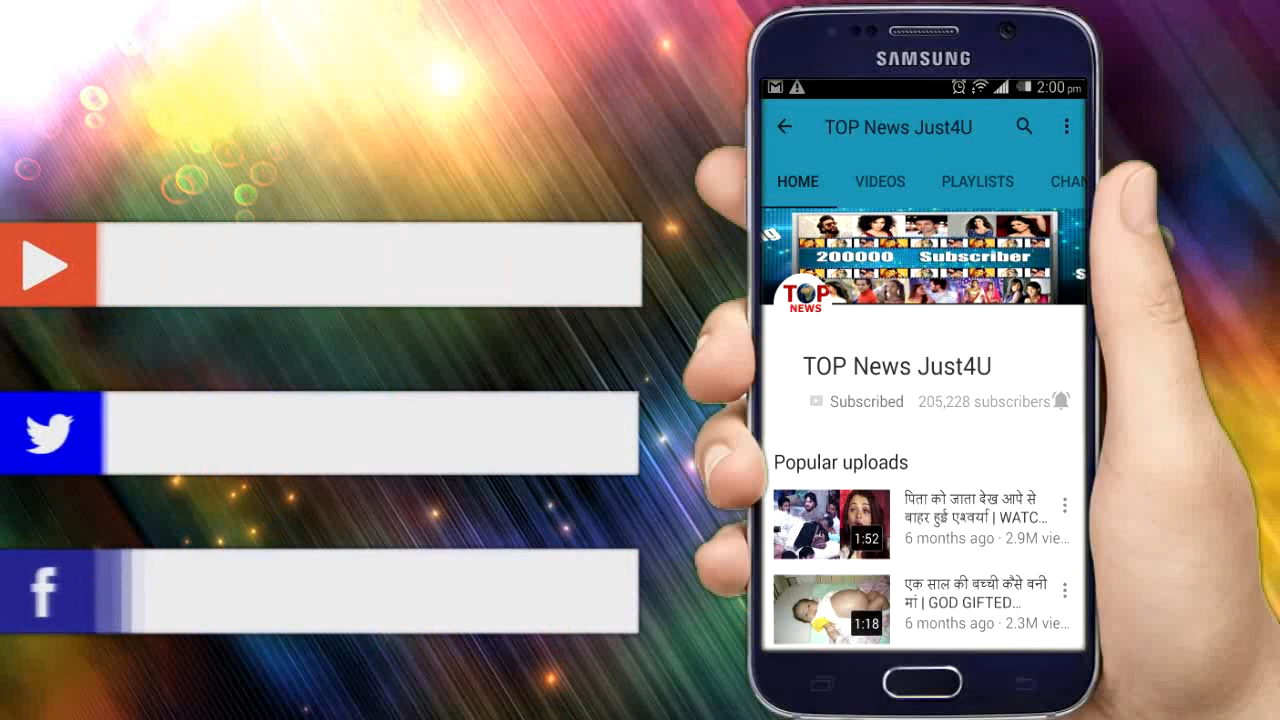 SAMSUNG
2:00 pm
TOP News Just4U
HOME VIDEOS PLAYLISTS CHAN
200000 Subscriber
TOP
NEWS
TOP News Just4U
Subscribed 205,228 subscribers
Popular uploads
पिता को जाता देख आपे से
बाहर हुई एश्वर्या | WATC...
1:52
6 months ago · 2.9M vie...
एक साल की बच्ची कैसे बनी
मां | GOD GIFTED...
1:18
6 months ago · 2.3M vie...